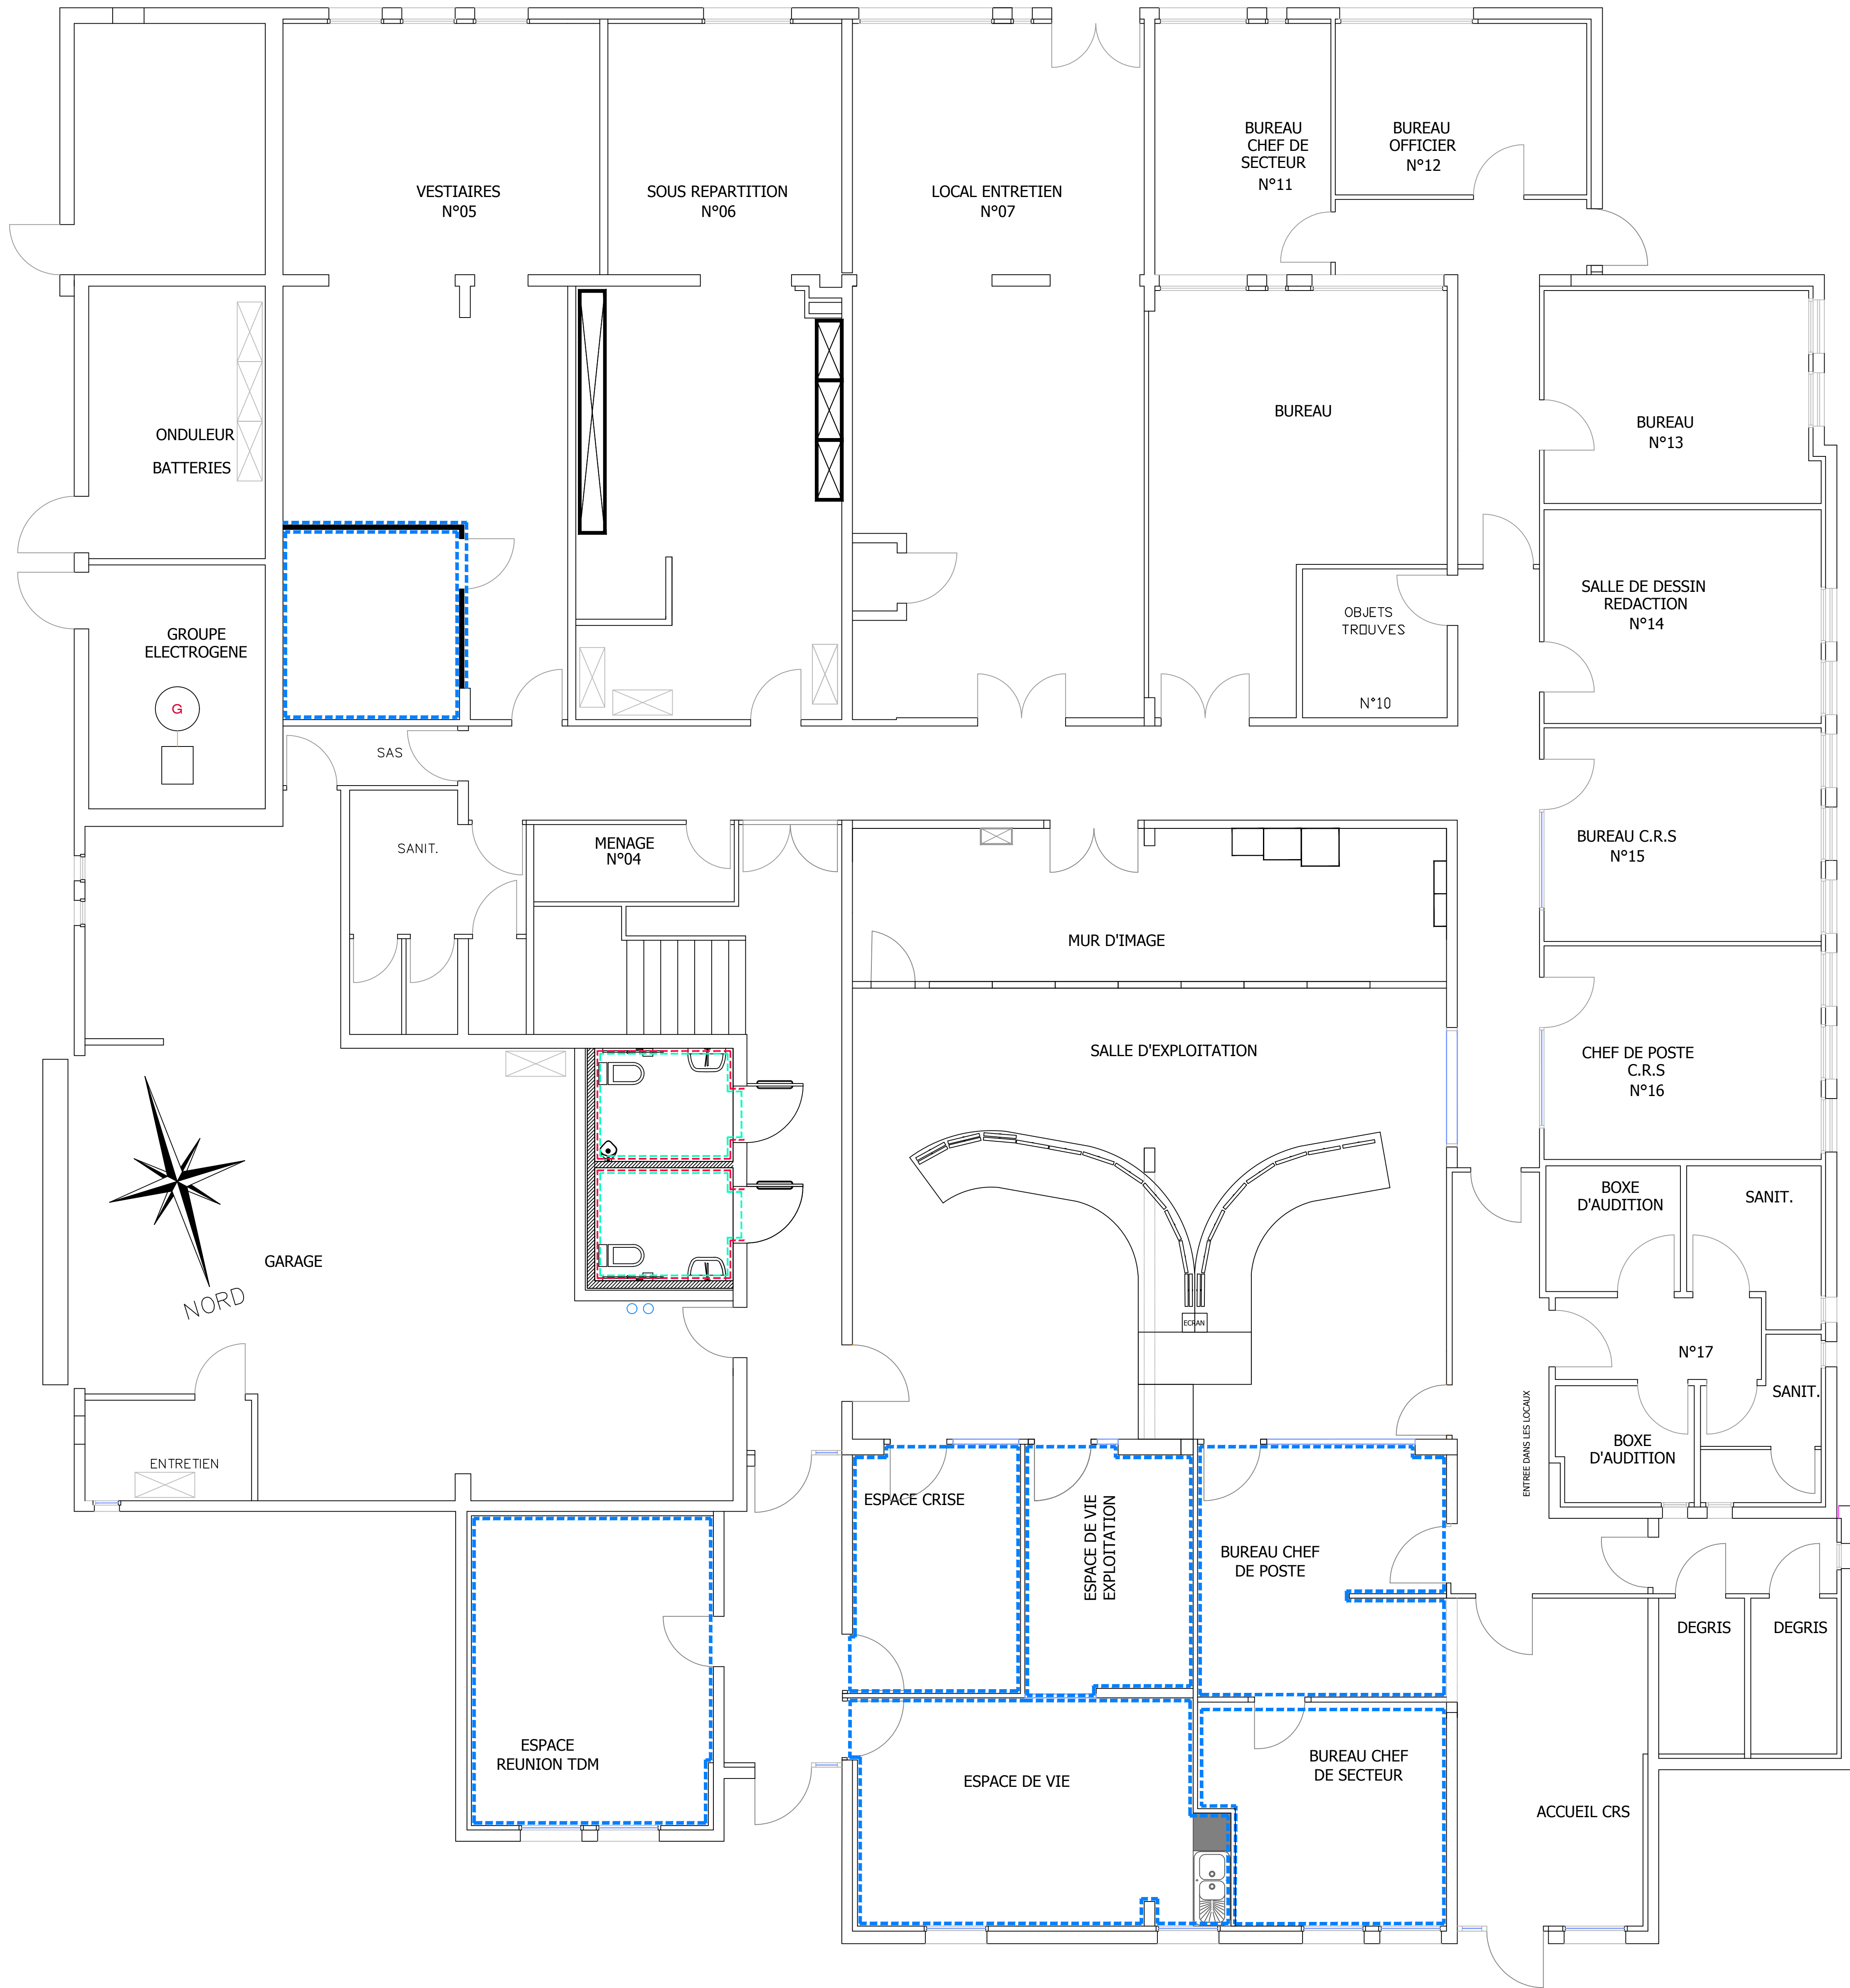 BUREAU
CHEF DE
SECTEUR
N°11
BUREAU
OFFICIER
N°12
VESTIAIRES
N°05
SOUS REPARTITION
N°06
LOCAL ENTRETIEN
N°07
ONDULEUR
BATTERIES
BUREAU
BUREAU
N°13
GROUPE
ELECTROGENE
G
OBJETS
TROUVES
N°10
SALLE DE DESSIN
REDACTION
N°14
SAS
SANIT.
MENAGE
N°04
BUREAU C.R.S
N°15
MUR D'IMAGE
SALLE D'EXPLOITATION
CHEF DE POSTE
C.R.S
N°16
BOXE
D'AUDITION
SANIT.
GARAGE
NORD
ECRAN
N°17
SANIT.
ENTREE DANS LES LOCAUX
BOXE
D'AUDITION
ENTRETIEN
ESPACE CRISE
ESPACE DE VIE
EXPLOITATION
BUREAU CHEF
DE POSTE
DEGRIS
DEGRIS
ESPACE
REUNION TDM
ESPACE DE VIE
BUREAU CHEF
DE SECTEUR
ACCUEIL CRS